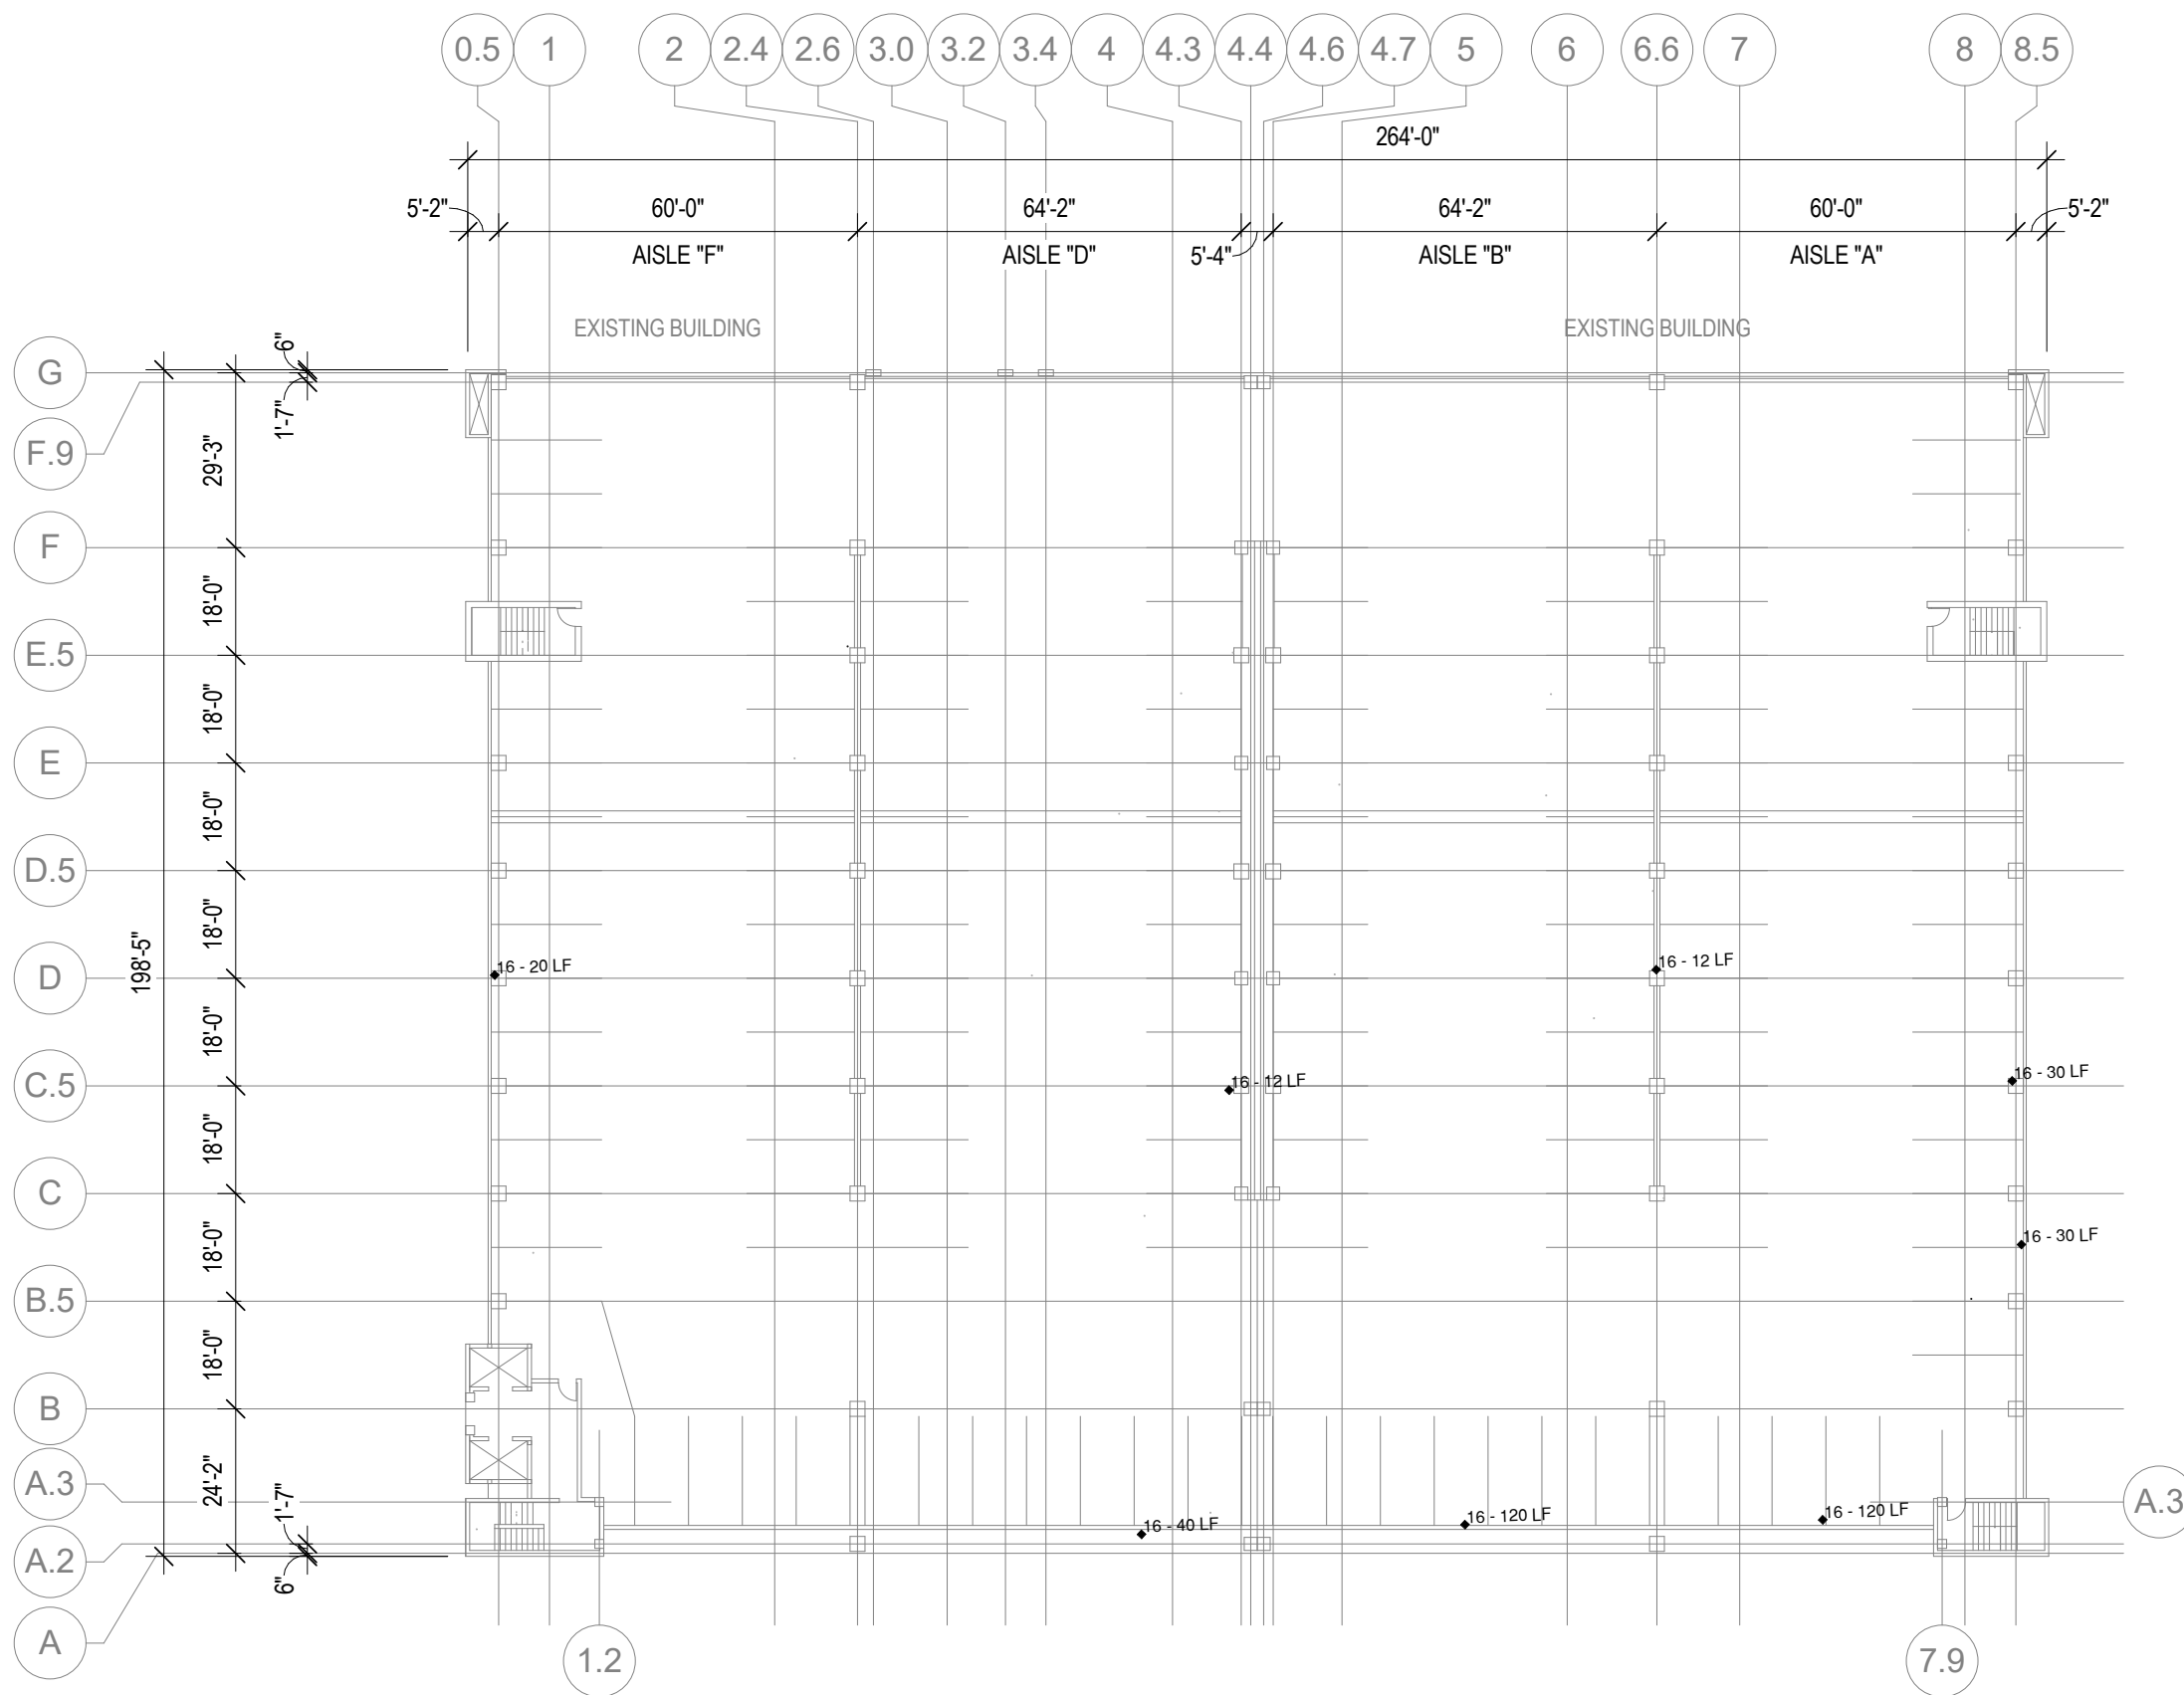 0.5 1 2 2.4 2.6 3.0 3.2 3.4 4 4.3 4.4 4.6 4.7 5 6 6.6 7 8 8.5
264'-0"
5'-2" 60'-0" 64'-2" 64'-2" 60'-0" 5'-2"
AISLE "F" AISLE "D" 5'-4" AISLE "B" AISLE "A"
EXISTING BUILDING EXISTING BUILDING
6"
G
1'-7"
F.9
29'-3"
F
18'-0"
E.5
18'-0"
E
18'-0"
D.5
18'-0"
198'-5"
16 - 20 LF
16 - 12 LF
D
18'-0"
16 - 12 LF
16 - 30 LF
C.5
18'-0"
C
18'-0"
16 - 30 LF
B.5
18'-0"
B
24'-2"
A.3
A.3
1'-7"
16 - 40 LF
16 - 120 LF
16 - 120 LF
A.2
6"
A
1.2
7.9